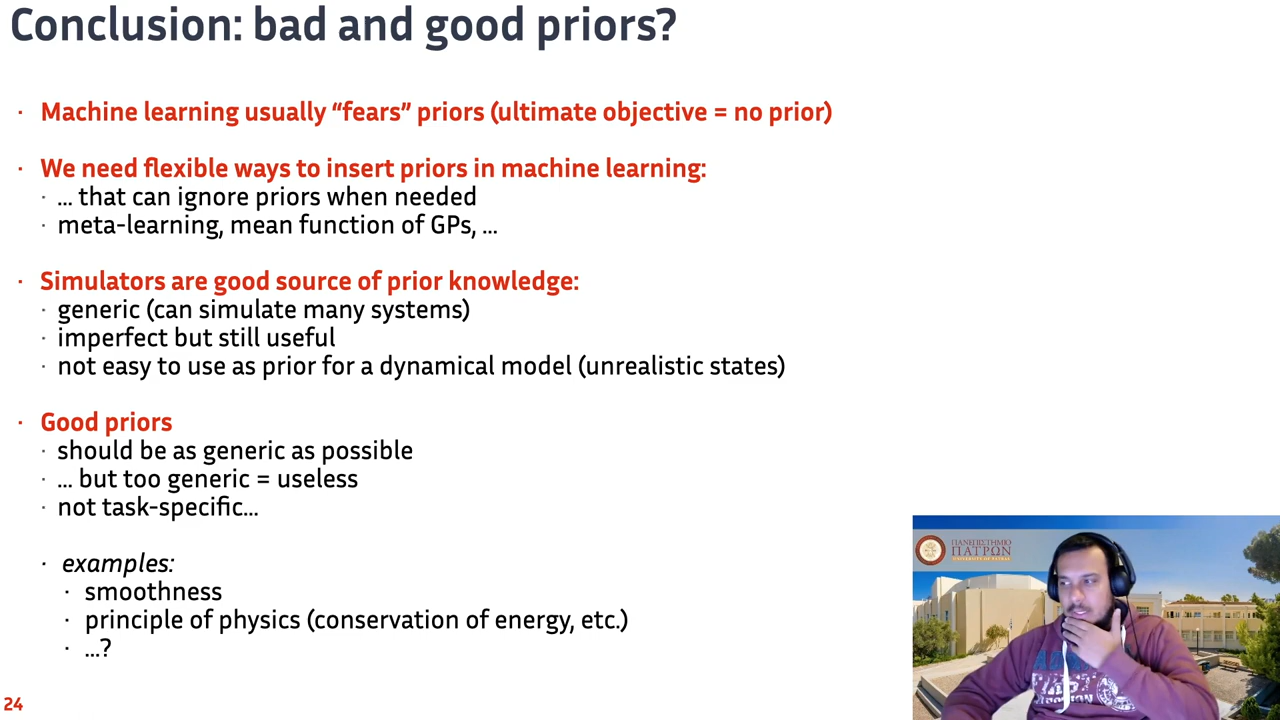 Conclusion: bad and good priors?
· Machine learning usually “fears” priors (ultimate objective = no prior)
· We need flexible ways to insert priors in machine learning:
· ... that can ignore priors when needed
· meta-learning, mean function of GPs, ...
· Simulators are good source of prior knowledge:
· generic (can simulate many systems)
· imperfect but still useful
· not easy to use as prior for a dynamical model (unrealistic states)
· Good priors
· should be as generic as possible
· ... but too generic = useless
· not task-specific...
· examples:
· smoothness
· principle of physics (conservation of energy, etc.)
· ...?
24
ΠΑΝΕΠΙΣΤΗΜΙΟ
ΠΑΤΡΩΝ
UNIVERSITY OF PATRAS